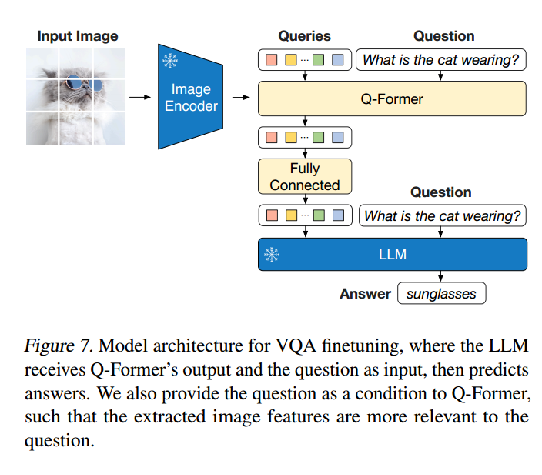 Input Image
Queries
Question
What is the cat wearing?
Image
Encoder
Q-Former
Fully
Connected
Question
What is the cat wearing?
LLM
Answer
sunglasses
Figure 7. Model architecture for VQA finetuning, where the LLM
receives Q-Former's output and the question as input, then predicts
answers. We also provide the question as a condition to Q-Former,
such that the extracted image features are more relevant to the
question.